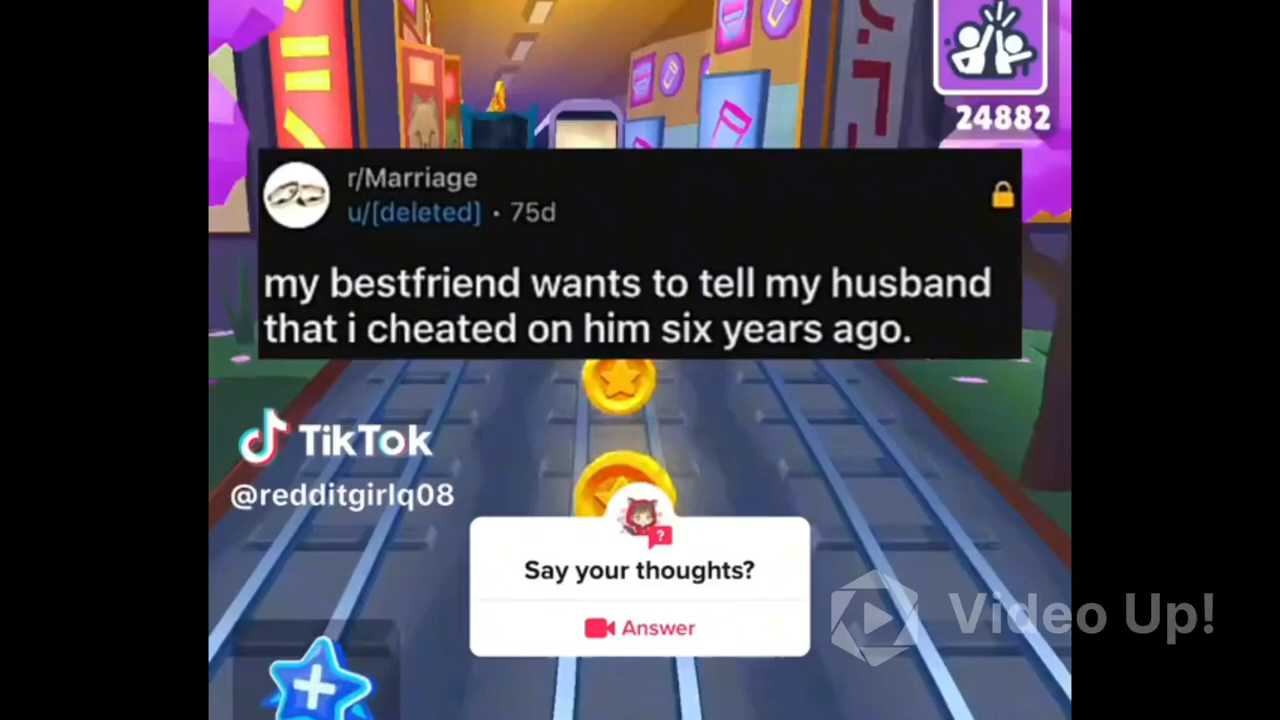 24882
r/Marriage
u/[deleted] · 75d
my bestfriend wants to tell my husband
that i cheated on him six years ago.
TikTok
@redditgirlq08
?
Say your thoughts?
Answer
Video Up!